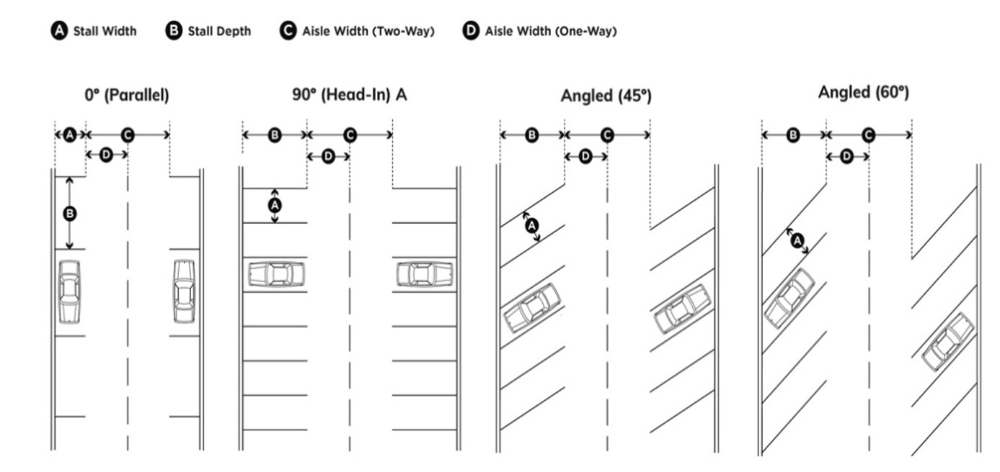 A Stall Width B Stall Depth C Aisle Width (Two-Way) D Aisle Width (One-Way)
0° (Parallel) 90° (Head-In) A Angled (45°) Angled (60°)
A C B C B C B C
D D D D
B A A A